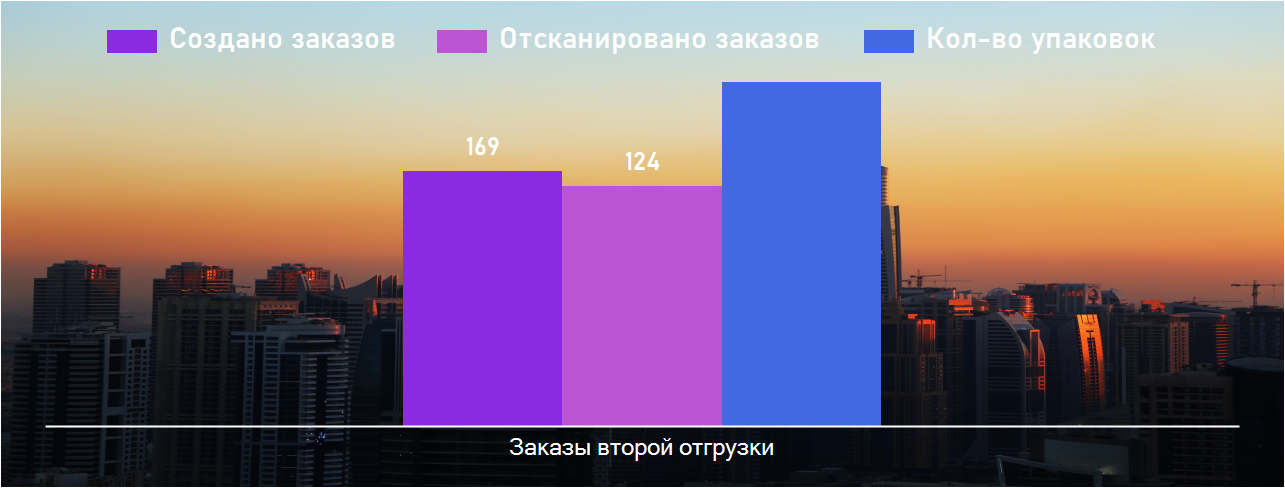 Создано заказов Отсканировано заказов Кол-во упаковок
169
124
Заказы второй отгрузки